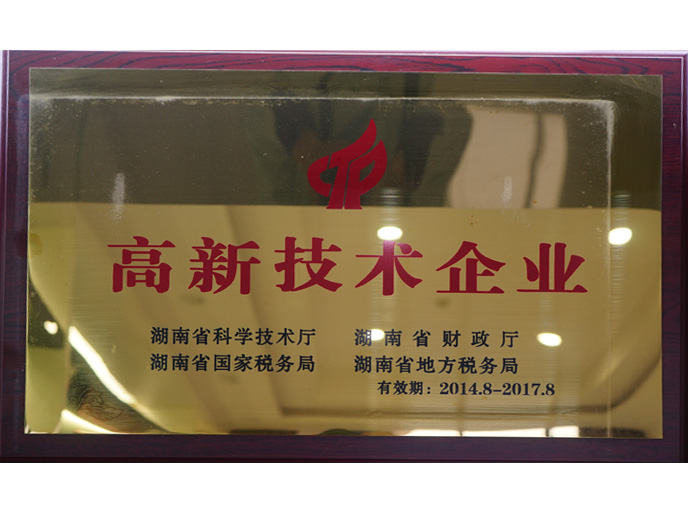 高新技术企业
湖南省科学技术厅 湖南省财政厅
湖南省国家税务局 湖南省地方税务局
有效期：2014.8-2017.8